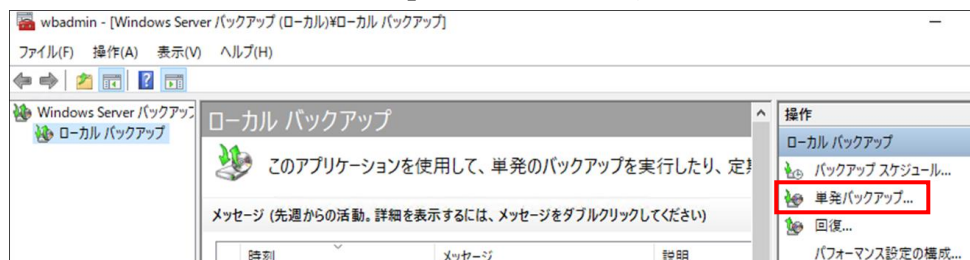 wbadmin - [Windows Server バックアップ (ローカル)¥ローカル バックアップ]
ファイル(F) 操作(A) 表示(V) ヘルプ(H)
Windows Server バックアップ
ローカル バックアップ
ローカル バックアップ
このアプリケーションを使用して、単発のバックアップを実行したり、定期
メッセージ (先週からの活動。詳細を表示するには、メッセージをダブルクリックしてください)
時刻 メッセージ 説明
操作
ローカル バックアップ
バックアップ スケジュール...
単発バックアップ...
回復...
パフォーマンス設定の構成...